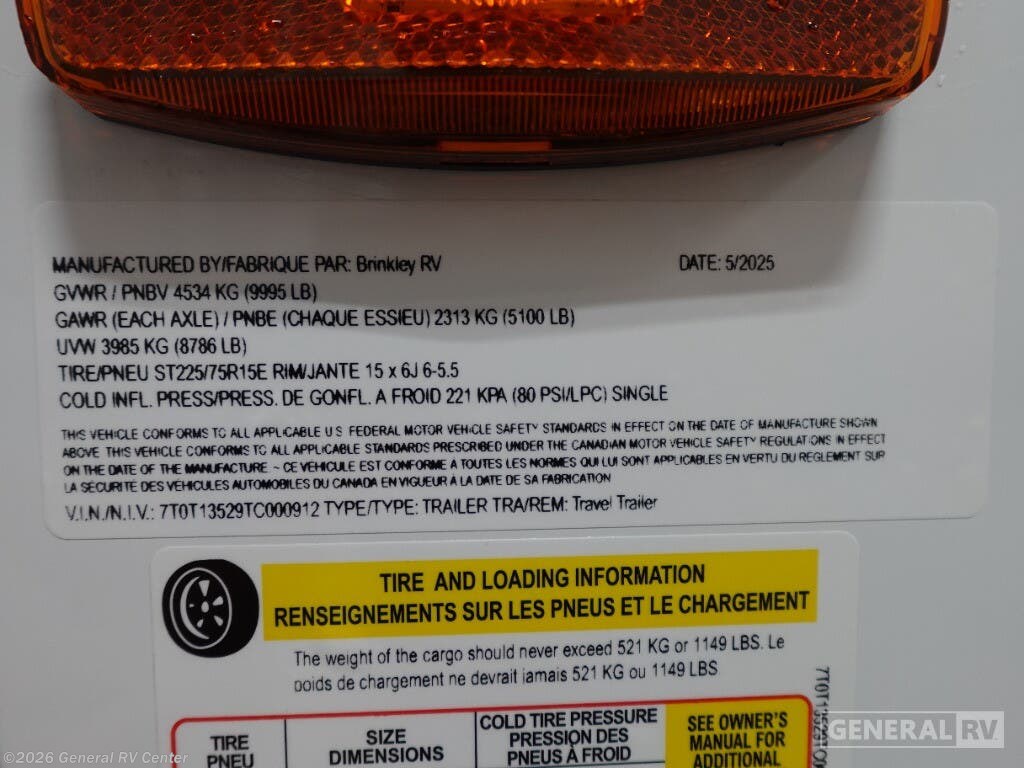 MANUFACTURED BY/FABRIQUE PAR: Brinkley RV DATE: 5/2025
GVWR / PNBV 4534 KG (9995 LB)
GAWR (EACH AXLE) / PNBE (CHAQUE ESSIEU) 2313 KG (5100 LB)
UVW 3985 KG (8786 LB)
TIRE/PNEU ST225/75R15E RIM/JANTE 15 x 6J 6-5.5
COLD INFL. PRESS/PRESS. DE GONFL. A FROID 221 KPA (80 PSI/LPC) SINGLE
THIS VEHICLE CONFORMS TO ALL APPLICABLE U S FEDERAL MOTOR VEHICLE SAFETY STANDARDS IN EFFECT ON THE DATE OF MANUFACTURE SHOWN
ABOVE THIS VEHICLE CONFORMS TO ALL APPLICABLE STANDARDS PRESCRIBED UNDER THE CANADIAN MOTOR VEHICLE SAFETY REGULATIONS IN EFFECT
ON THE DATE OF THE MANUFACTURE ~ CE VEHICULE EST CONFORME A TOUTES LES NORMES QUI LUI SONT APPLICABLES EN VERTU DU REGLEMENT SUR
LA SECURITE DES VEHICULES AUTOMOBILES DU CANADA EN VIGUEUR À LA DATE DE SA FABRICATION
V.I.N./N.I.V.: 7T0T13529TC000912 TYPE/TYPE: TRAILER TRA/REM: Travel Trailer
TIRE AND LOADING INFORMATION
RENSEIGNEMENTS SUR LES PNEUS ET LE CHARGEMENT
The weight of the cargo should never exceed 521 KG or 1149 LBS. Le
poids de chargement ne devrait jamais 521 KG ou 1149 LBS
TIRE
PNEU
SIZE
DIMENSIONS
COLD TIRE PRESSURE
PRESSION DES
PNEUS À FROID
SEE OWNER'S
MANUAL FOR
ADDITIONAL
GENERAL RV
©2026 General RV Center